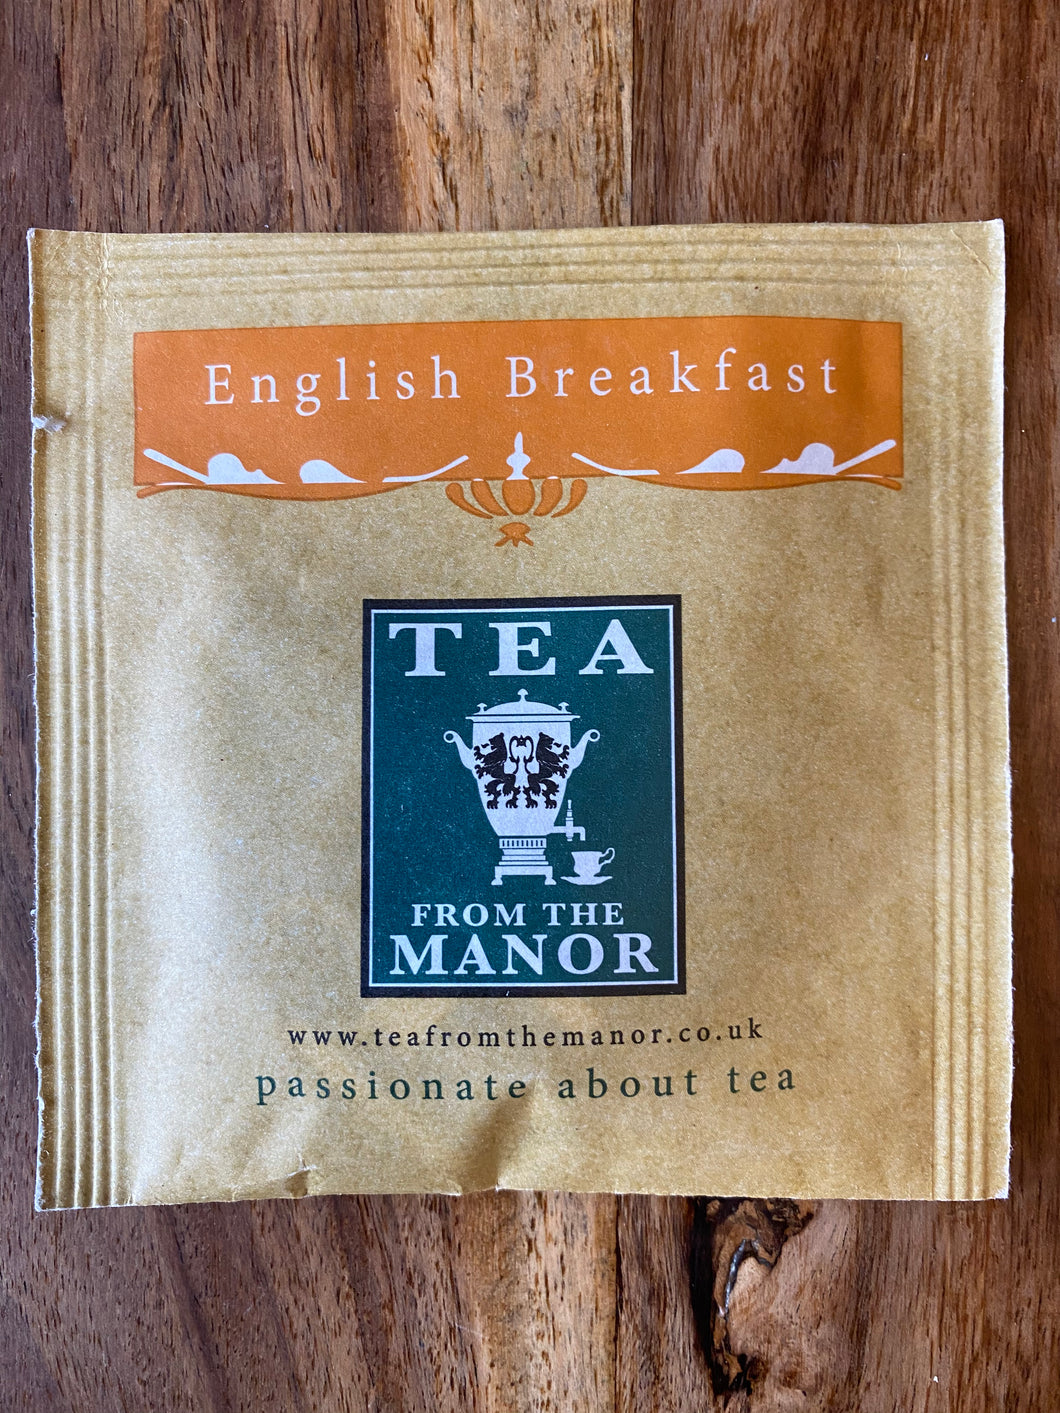 English Breakfast
TEA
FROM THE
MANOR
www.teafromthemanor.co.uk
passionate about tea